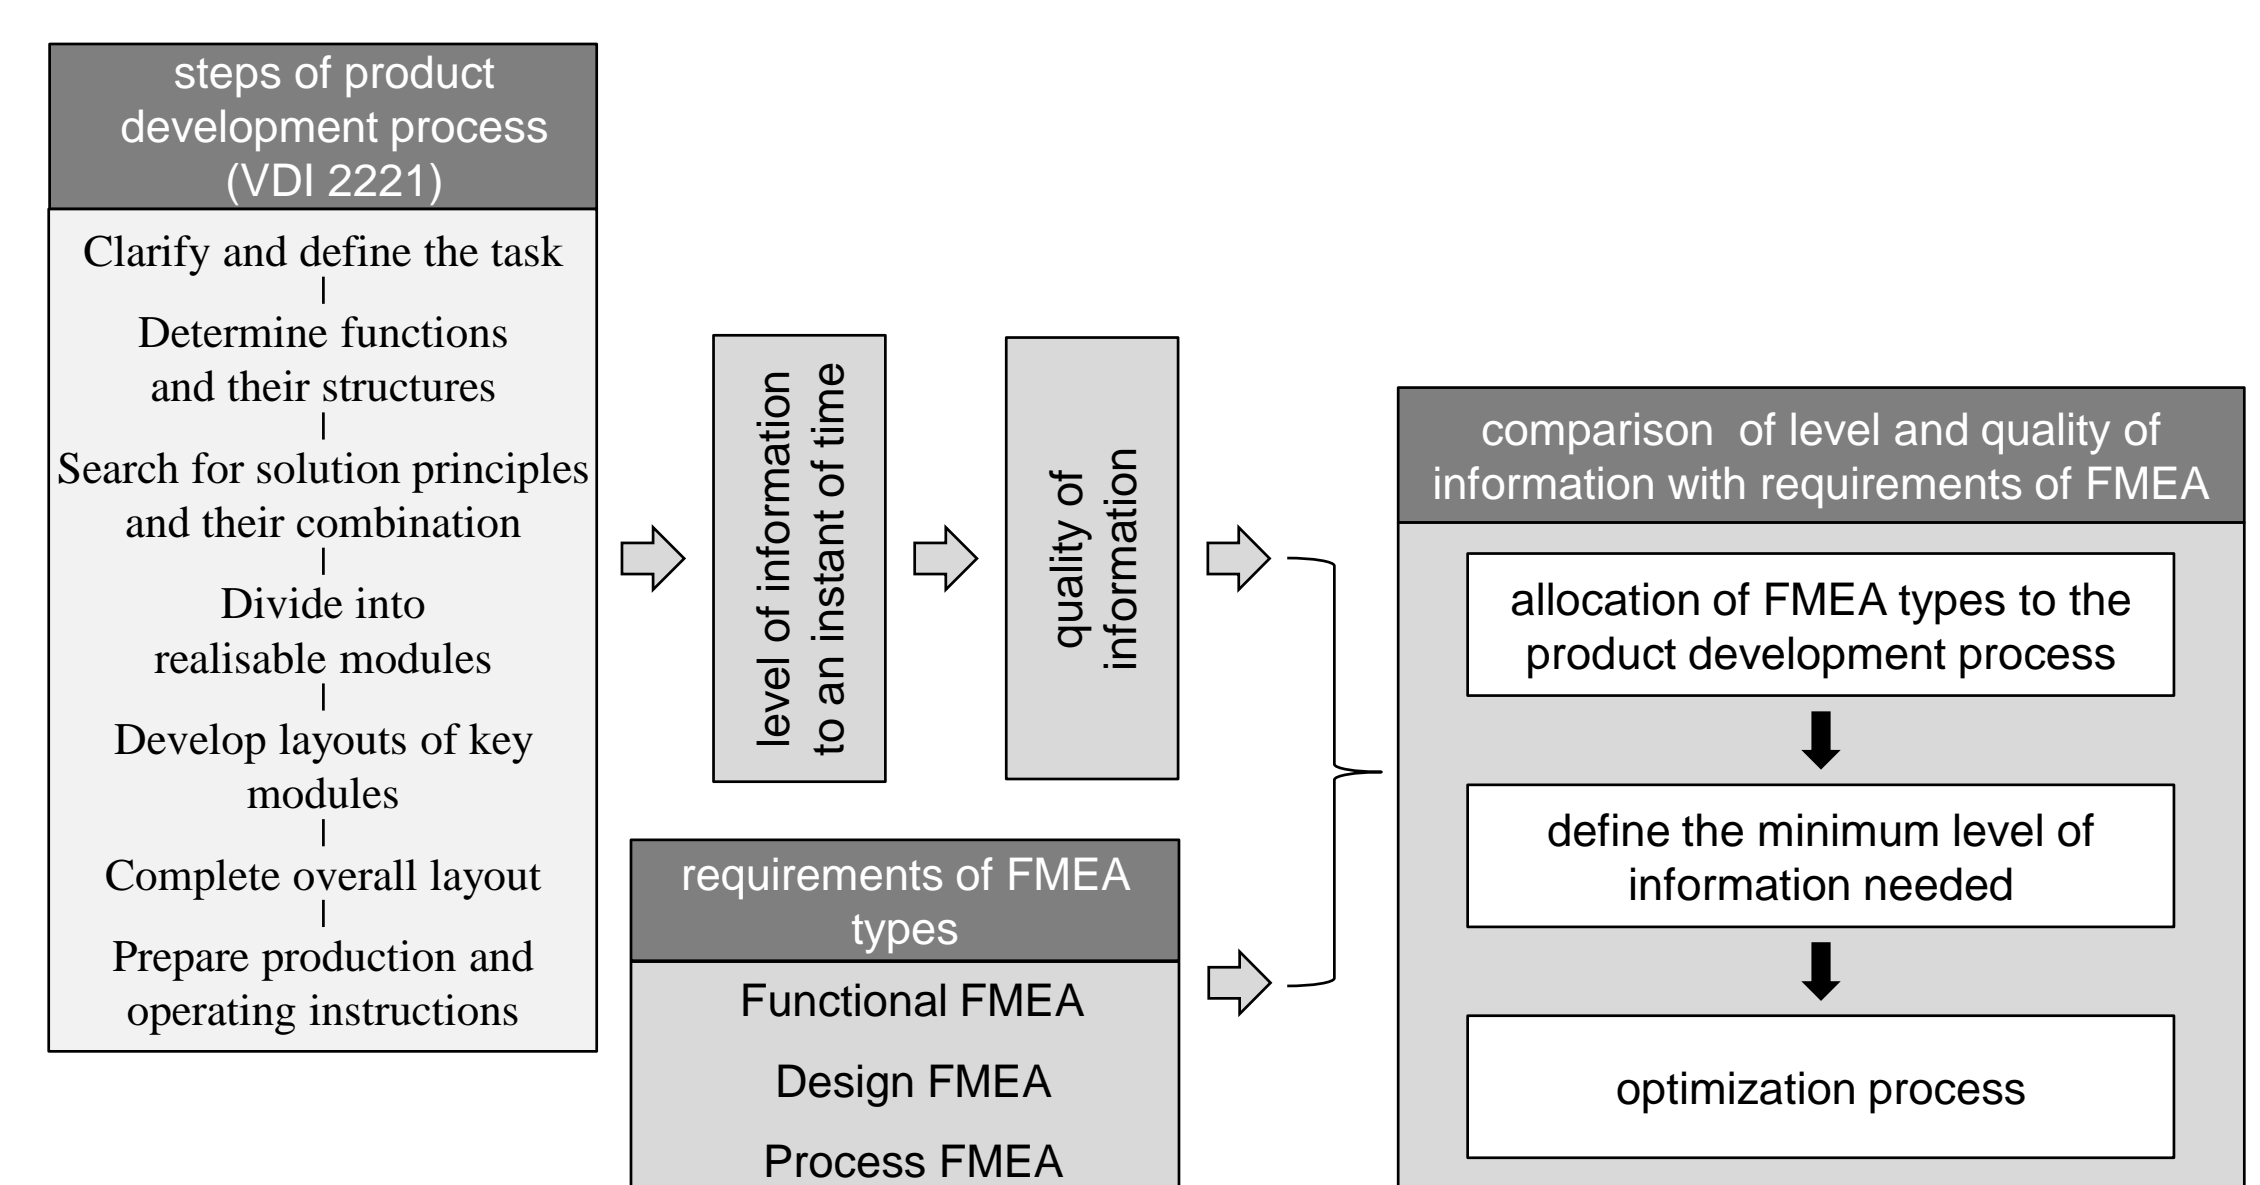 steps of product
development process
(VDI 2221)
Clarify and define the task
Determine functions
and their structures
Search for solution principles
and their combination
Divide into
realisable modules
Develop layouts of key
modules
Complete overall layout
Prepare production and
operating instructions
level of information
to an instant of time
quality of
information
requirements of FMEA
types
Functional FMEA
Design FMEA
Process FMEA
comparison of level and quality of
information with requirements of FMEA
allocation of FMEA types to the
product development process
define the minimum level of
information needed
optimization process